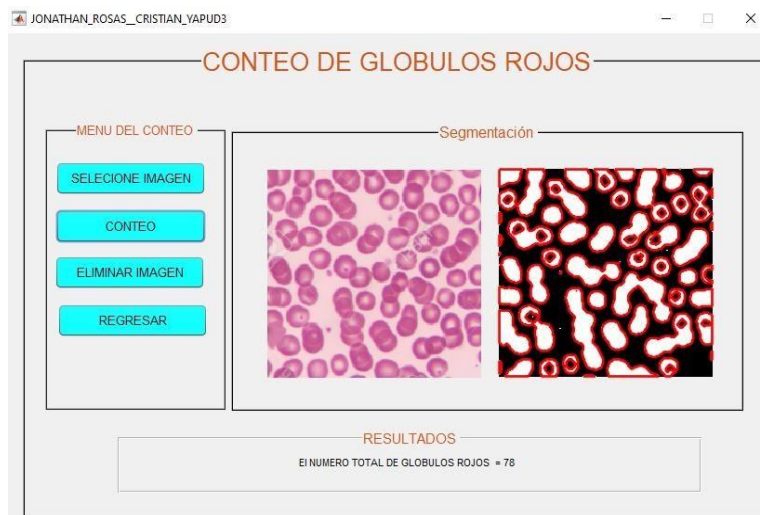 JONATHAN_ROSAS__CRISTIAN_YAPUD3
CONTEO DE GLOBULOS ROJOS
MENU DEL CONTEO
SELECIONE IMAGEN
CONTEO
ELIMINAR IMAGEN
REGRESAR
Segmentación
RESULTADOS
El NUMERO TOTAL DE GLOBULOS ROJOS = 78